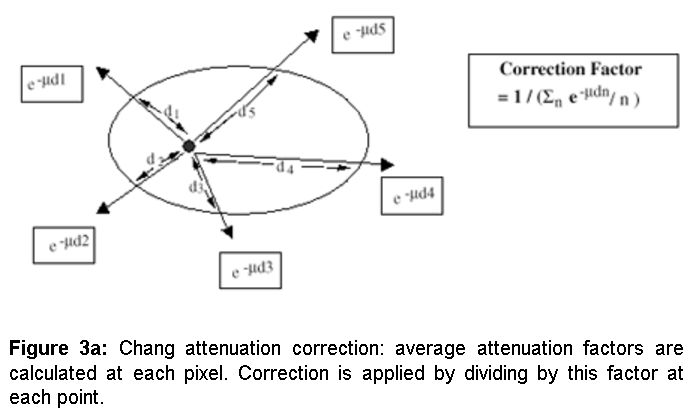 e -μd5
Correction Factor
= 1 / (Σn e-μdn/ n )
e -μd1
d1
d5
d2
d3
d4
e -μd4
e -μd2
e -μd3
Figure 3a: Chang attenuation correction: average attenuation factors are
calculated at each pixel. Correction is applied by dividing by this factor at
each point.